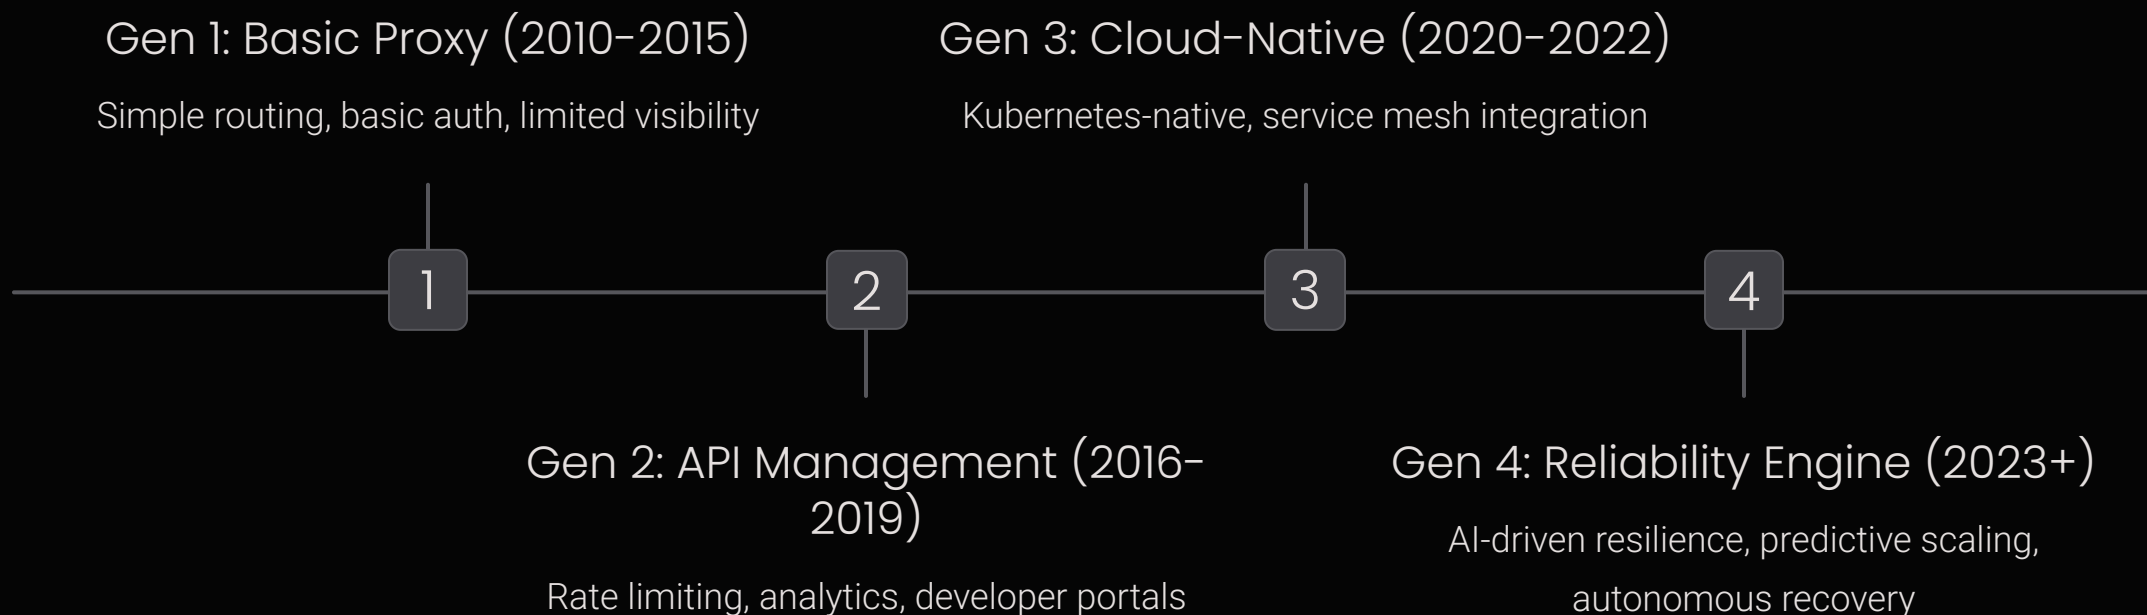 Gen 1: Basic Proxy (2010-2015)
Simple routing, basic auth, limited visibility
Gen 3: Cloud-Native (2020-2022)
Kubernetes-native, service mesh integration
1
2
3
4
Gen 2: API Management (2016-
2019)
Rate limiting, analytics, developer portals
Gen 4: Reliability Engine (2023+)
AI-driven resilience, predictive scaling,
autonomous recovery